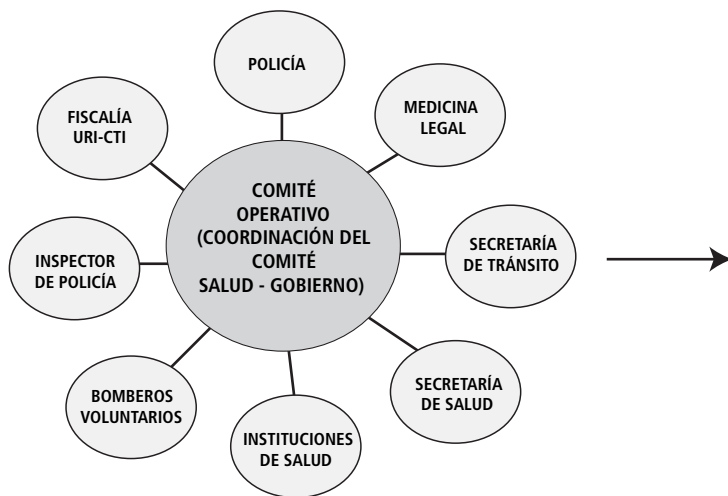 POLICÍA
MEDICINA
LEGAL
FISCALÍA
URI-CTI
COMITÉ
OPERATIVO
(COORDINACIÓN DEL
COMITÉ
SALUD - GOBIERNO)
SECRETARÍA
DE TRÁNSITO
INSPECTOR
DE POLICÍA
SECRETARÍA
DE SALUD
BOMBEROS
VOLUNTARIOS
INSTITUCIONES
DE SALUD